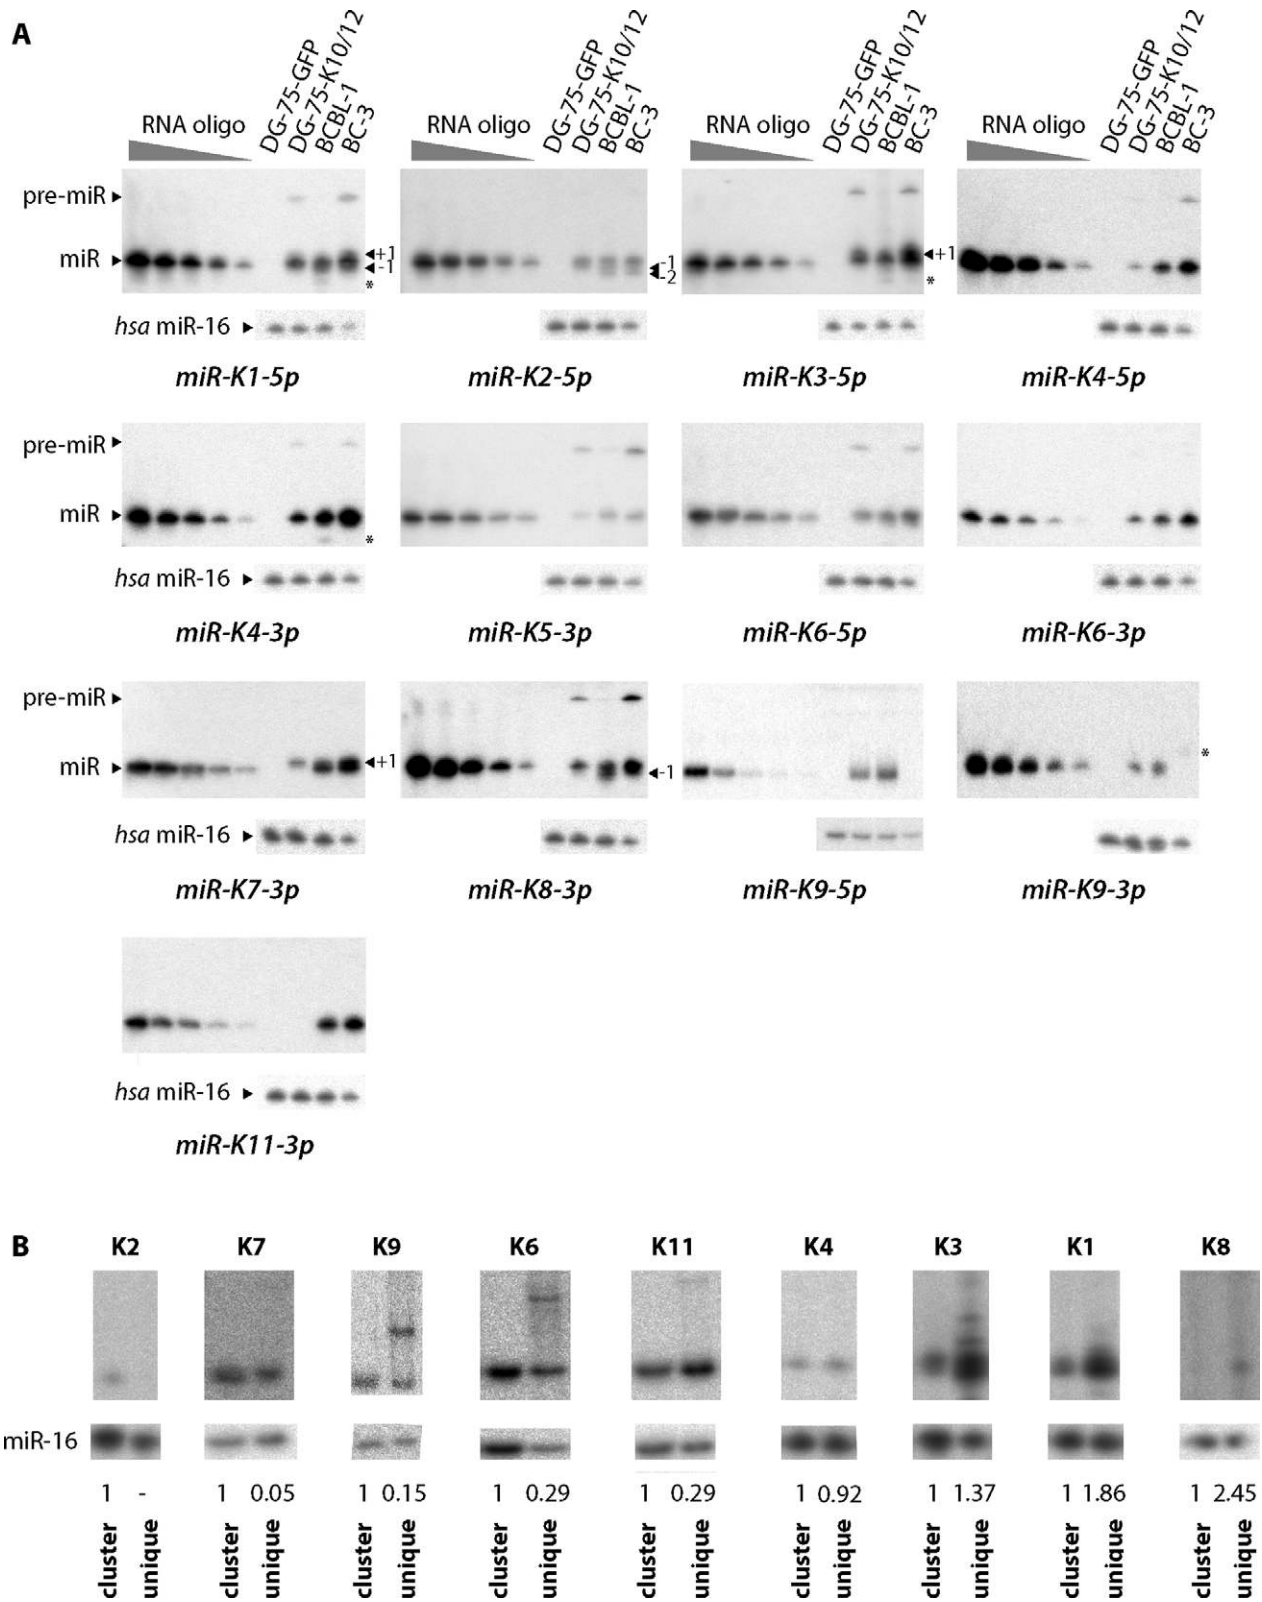 A
RNA oligo DG-75-GFP DG-75-K10/12 BCBL-1 BC-3 RNA oligo DG-75-GFP DG-75-K10/12 BCBL-1 BC-3 RNA oligo DG-75-GFP DG-75-K10/12 BCBL-1 BC-3 RNA oligo DG-75-GFP DG-75-K10/12 BCBL-1 BC-3
pre-miR
miR +1 -1 * -1 -2 +1 *
hsa miR-16
miR-K1-5p miR-K2-5p miR-K3-5p miR-K4-5p
pre-miR
miR *
hsa miR-16
miR-K4-3p miR-K5-3p miR-K6-5p miR-K6-3p
pre-miR
miR +1 -1 *
hsa miR-16
miR-K7-3p miR-K8-3p miR-K9-5p miR-K9-3p
hsa miR-16
miR-K11-3p
B K2 K7 K9 K6 K11 K4 K3 K1 K8
miR-16
1 - 1 0.05 1 0.15 1 0.29 1 0.29 1 0.92 1 1.37 1 1.86 1 2.45
cluster unique cluster unique cluster unique cluster unique cluster unique cluster unique cluster unique cluster unique cluster unique